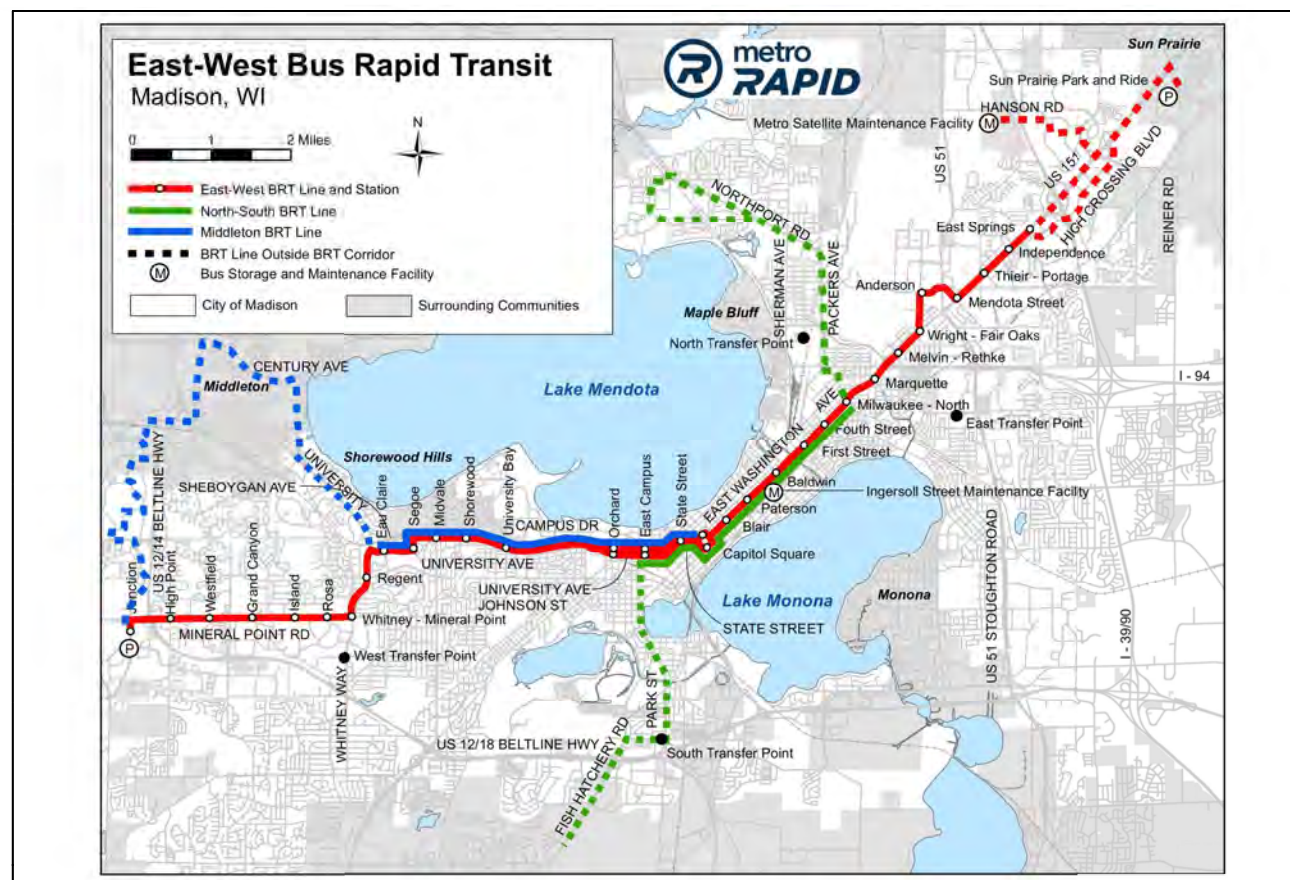 East-West Bus Rapid Transit
Madison, WI
0 1 2 Miles
N
East-West BRT Line and Station
North-South BRT Line
Middleton BRT Line
BRT Line Outside BRT Corridor
M Bus Storage and Maintenance Facility
City of Madison
Surrounding Communities
R metro
RAPID
Sun Prairie
Sun Prairie Park and Ride
P
HANSON RD
Metro Satellite Maintenance Facility M
US 51
US 151
HIGH CROSSING BLVD
REINER RD
NORTHPORT RD
SHERMAN AVE
PACKERS AVE
East Springs
Independence
Thieir - Portage
Anderson
Mendota Street
Maple Bluff
North Transfer Point
Wright - Fair Oaks
Melvin - Rethke
I - 94
Marquette
Milwaukee - North
East Transfer Point
Fouth Street
First Street
EAST WASHINGTON AVE
Baldwin
M
Ingersoll Street Maintenance Facility
Paterson
Blair
Capitol Square
CENTURY AVE
Middleton
Lake Mendota
Shorewood Hills
SHEBOYGAN AVE
UNIVERSITY
US 12/14 BELTLINE HWY
Eau Claire
Segoe
Midvale
Shorewood
University Bay
CAMPUS DR
Orchard
East Campus
State Street
UNIVERSITY AVE
UNIVERSITY AVE
JOHNSON ST
STATE STREET
Lake Monona
Monona
US 51 STOUGHTON ROAD
I - 39/90
Junction
High Point
Westfield
Grand Canyon
Island
Rosa
Regent
Whitney - Mineral Point
MINERAL POINT RD
P
West Transfer Point
WHITNEY WAY
PARK ST
US 12/18 BELTLINE HWY
South Transfer Point
FISH HATCHERY RD